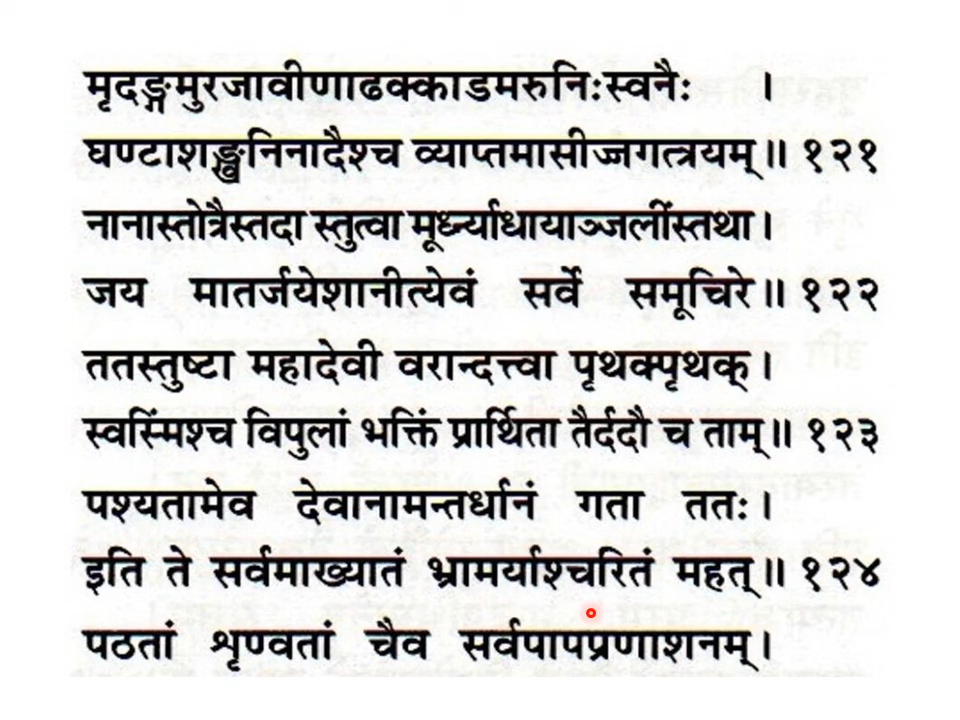 मृदङ्गमुरजावीणाढक्काडमरुनिःस्वनैः ।
घण्टाशङ्खनिनादैश्च व्याप्तमासीज्जगत्त्रयम्॥ १२१
नानास्तोत्रैस्तदा स्तुत्वा मूर्ध्न्याधायाञ्जलींस्तथा।
जय मातर्जयेशानीत्येवं सर्वे समूचिरे॥ १२२
ततस्तुष्टा महादेवी वरान्दत्त्वा पृथक्पृथक्।
स्वस्मिंश्च विपुलां भक्तिं प्रार्थिता तैर्ददौ च ताम्॥ १२३
पश्यतामेव देवानामन्तर्धानं गता ततः।
इति ते सर्वमाख्यातं भ्रामर्याश्चरितं महत्॥ १२४
पठतां शृण्वतां चैव सर्वपापप्रणाशनम्।